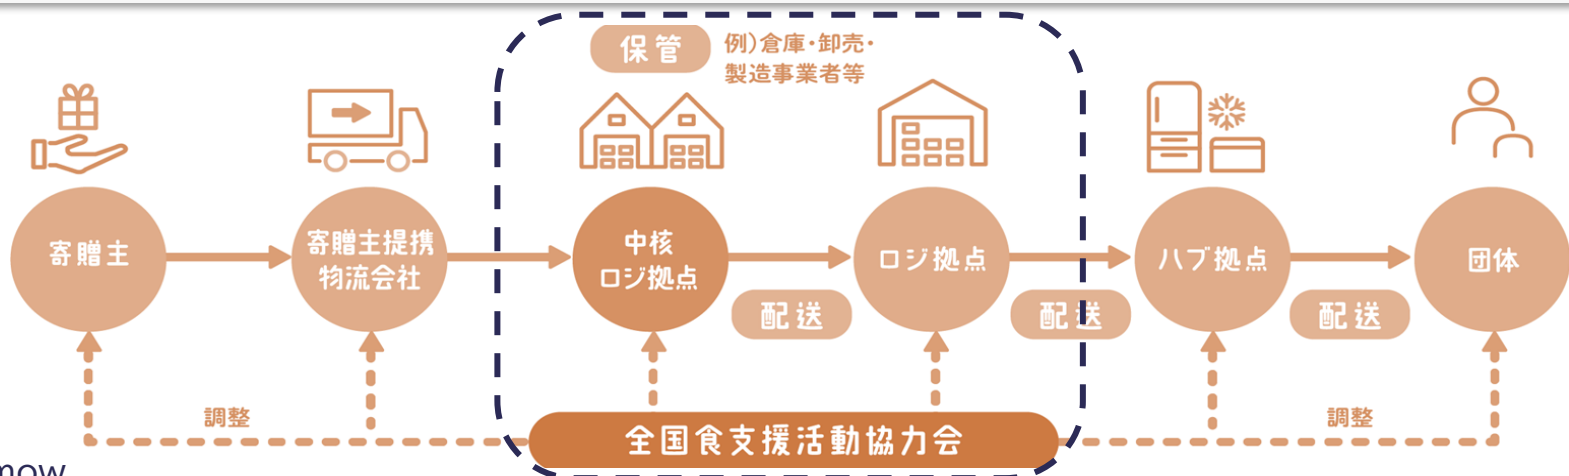 保管
例)倉庫・卸売・
製造事業者等
寄贈主
寄贈主提携
物流会社
中核
ロジ拠点
ロジ拠点
ハブ拠点
団体
配送
配送
配送
調整
調整
全国食支援活動協力会